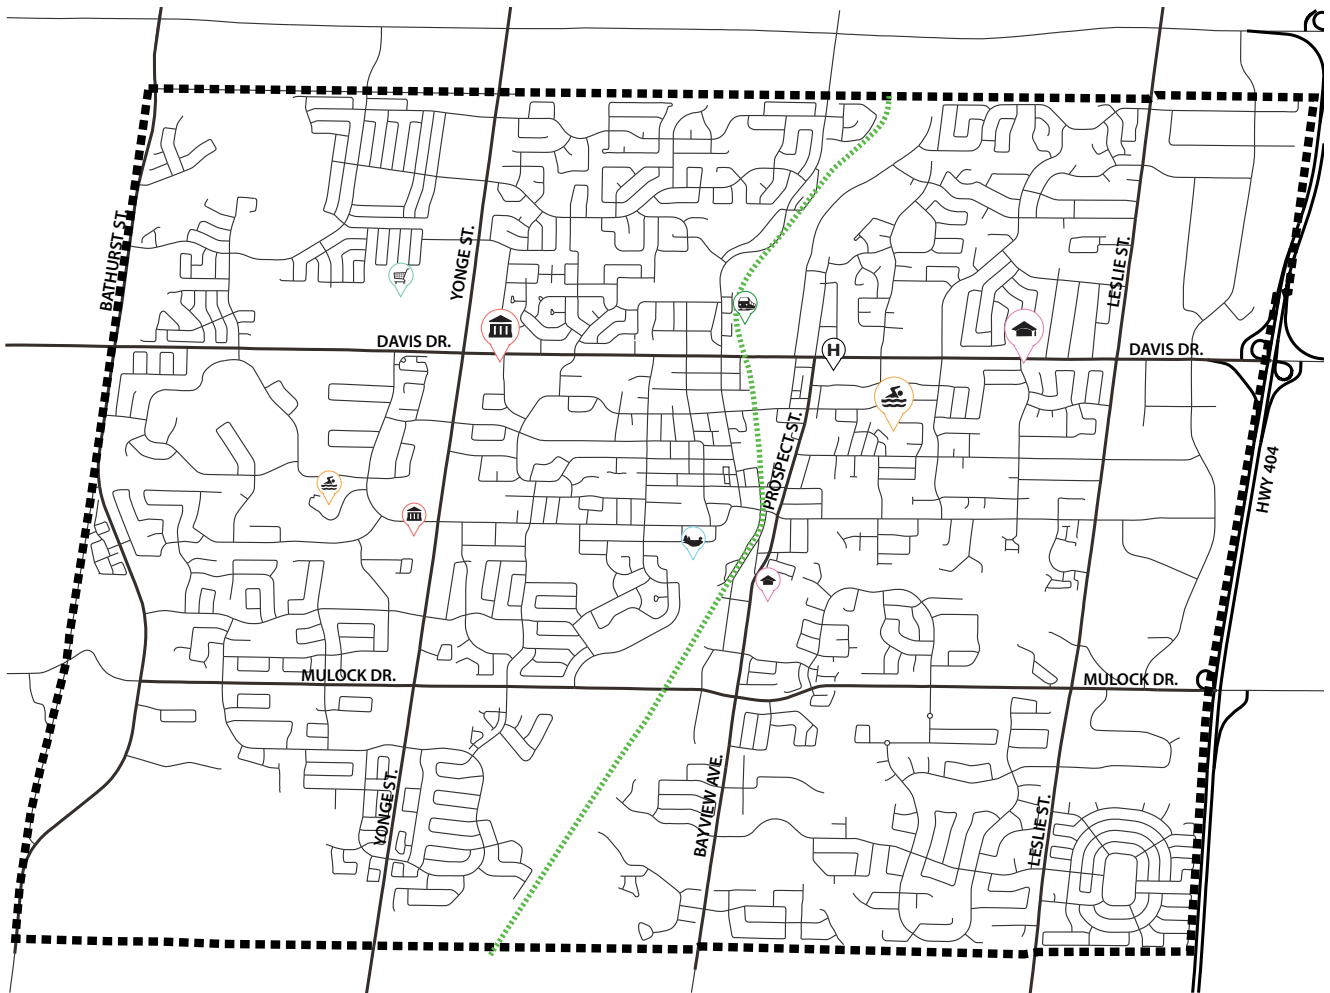 BATHURST ST.
YONGE ST.
LESLIE ST.
DAVIS DR.
H
DAVIS DR.
PROSPECT ST.
HWY 404
MULOCK DR.
MULOCK DR.
YONGE ST.
BAYVIEW AVE.
LESLIE ST.